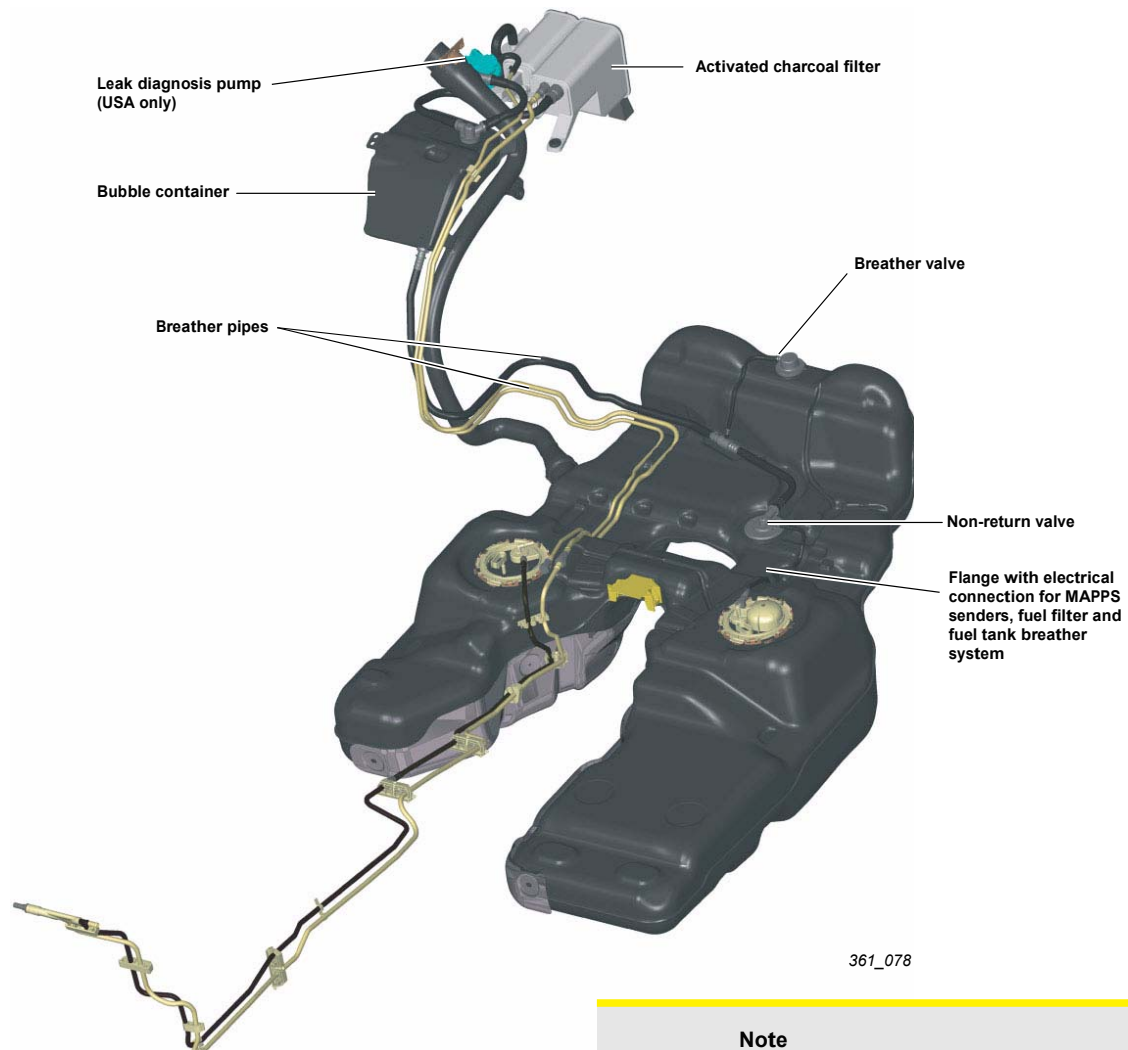 Leak diagnosis pump
(USA only)
Activated charcoal filter
Bubble container
Breather valve
Breather pipes
Non-return valve
Flange with electrical
connection for MAPPS
senders, fuel filter and
fuel tank breather
system
361_078
Note